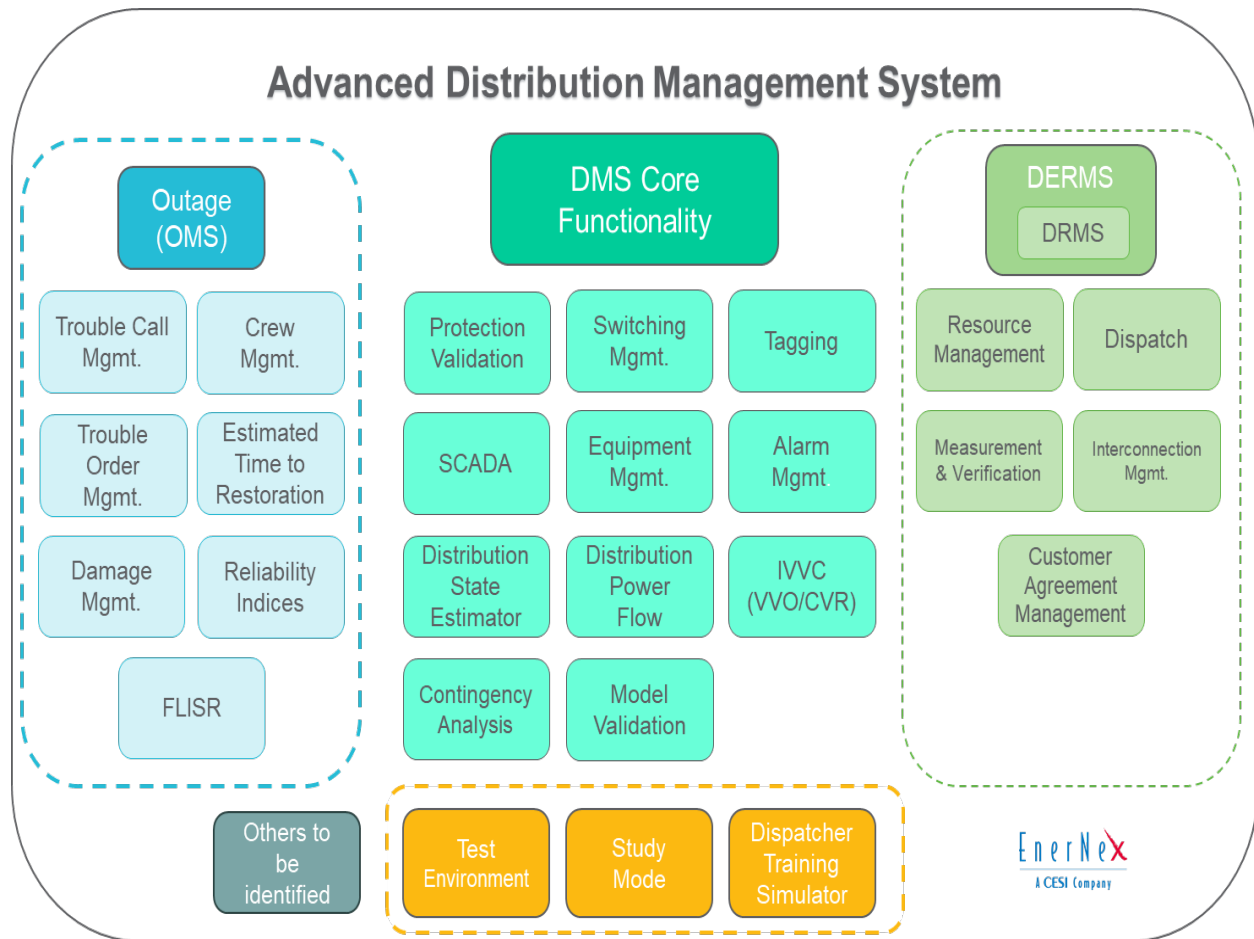 Advanced Distribution Management System
Outage
(OMS)
Trouble Call
Mgmt.
Crew
Mgmt.
Trouble
Order
Mgmt.
Estimated
Time to
Restoration
Damage
Mgmt.
Reliability
Indices
FLISR
DMS Core
Functionality
Protection
Validation
Switching
Mgmt.
Tagging
SCADA
Equipment
Mgmt.
Alarm
Mgmt.
Distribution
State
Estimator
Distribution
Power
Flow
IVVC
(VVO/CVR)
Contingency
Analysis
Model
Validation
DERMS
DRMS
Resource
Management
Dispatch
Measurement
& Verification
Interconnection
Mgmt.
Customer
Agreement
Management
Others to
be
identified
Test
Environment
Study
Mode
Dispatcher
Training
Simulator
EnerNex
A CESI Company